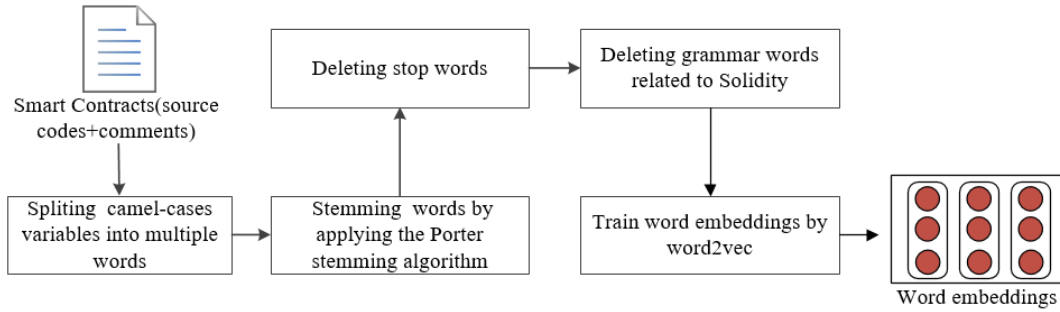 Smart Contracts(source
codes+comments)
Spliting camel-cases
variables into multiple
words
Stemming words by
applying the Porter
stemming algorithm
Deleting stop words
Deleting grammar words
related to Solidity
Train word embeddings by
word2vec
Word embeddings